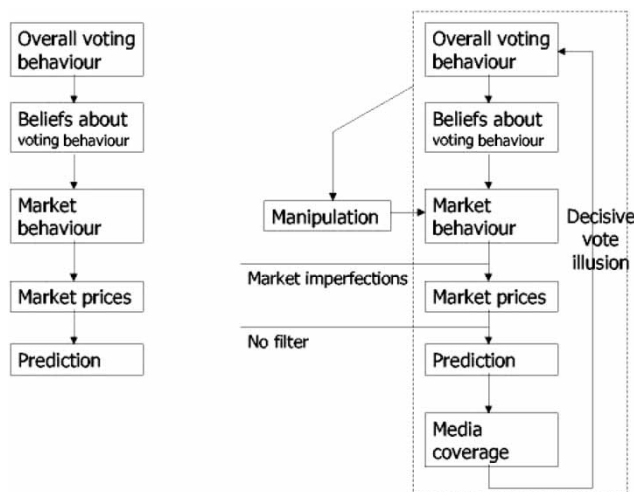 Overall voting
behaviour
Beliefs about
voting behaviour
Market
behaviour
Market prices
Prediction
Overall voting
behaviour
Beliefs about
voting behaviour
Manipulation
Market
behaviour
Decisive
vote
illusion
Market imperfections
Market prices
No filter
Prediction
Media
coverage